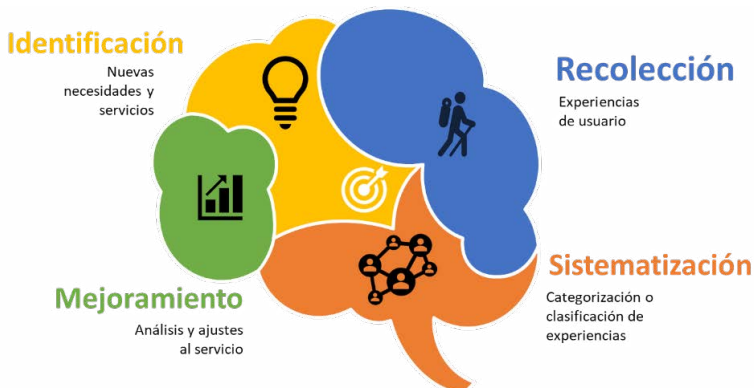 Identificación
Nuevas
necesidades y
servicios
Recolección
Experiencias
de usuario
Mejoramiento
Análisis y ajustes
al servicio
Sistematización
Categorización o
clasificación de
experiencias